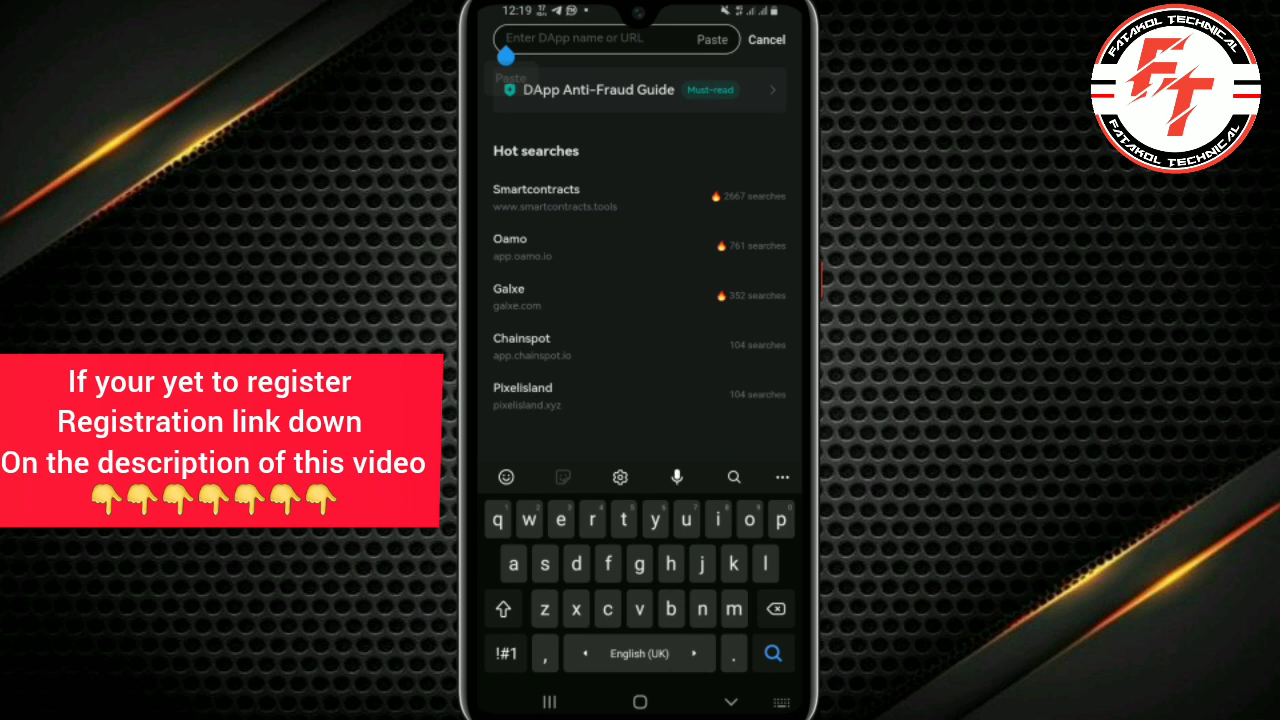 12:19
Enter DApp name or URL
Paste
Cancel
Paste
DApp Anti-Fraud Guide
Must-read
Hot searches
Smartcontracts
www.smartcontracts.tools
2667 searches
Oamo
app.oamo.io
761 searches
Galxe
galxe.com
352 searches
Chainspot
app.chainspot.io
104 searches
Pixelisland
pixelisland.xyz
104 searches
If your yet to register
Registration link down
On the description of this video
q w e r t y u i o p
a s d f g h j k l
z x c v b n m
!#1 , English (UK) .
FATAKOL TECHNICAL
FT
FATAKOL TECHNICAL